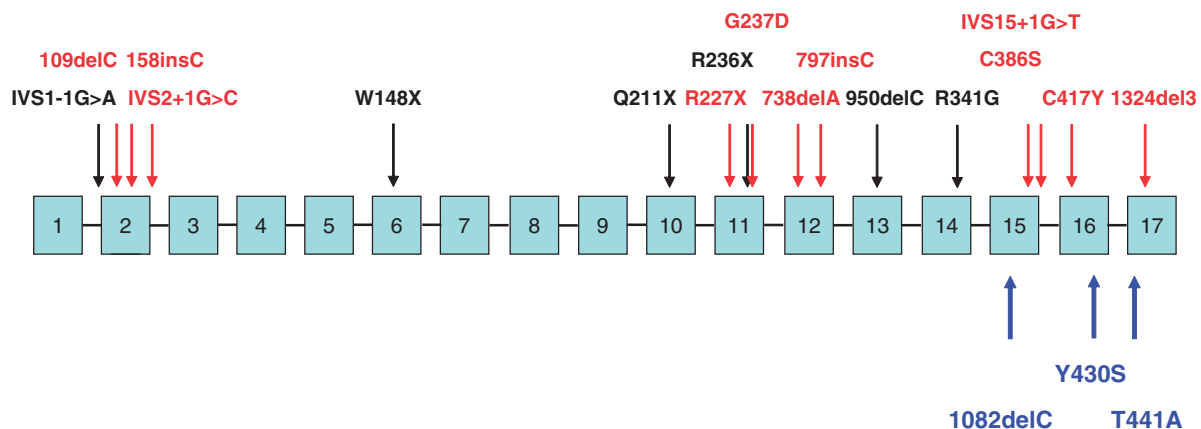 G237D IVS15+1G>T
109delC 158insC R236X 797insC C386S
IVS1-1G>A IVS2+1G>C W148X Q211X R227X 738delA 950delC R341G C417Y 1324del3
1 2 3 4 5 6 7 8 9 10 11 12 13 14 15 16 17
Y430S
1082delC T441A